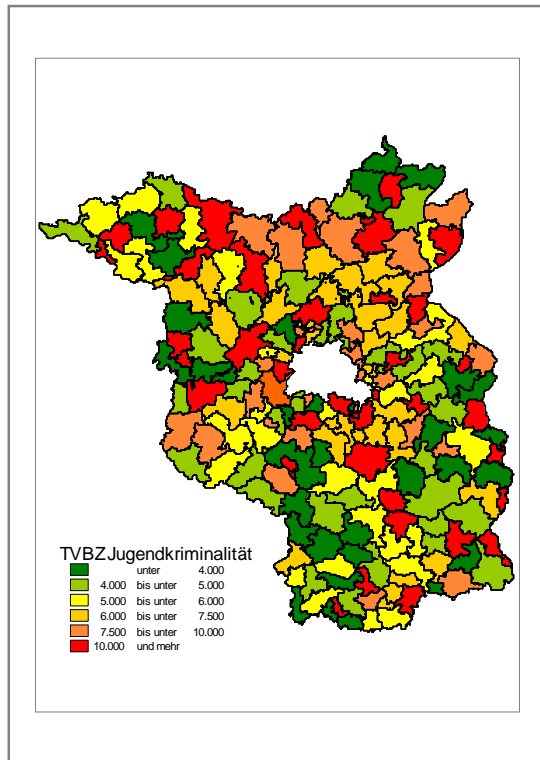 TVBZJugendkriminalität
unter 4.000
4.000 bis unter 5.000
5.000 bis unter 6.000
6.000 bis unter 7.500
7.500 bis unter 10.000
10.000 und mehr